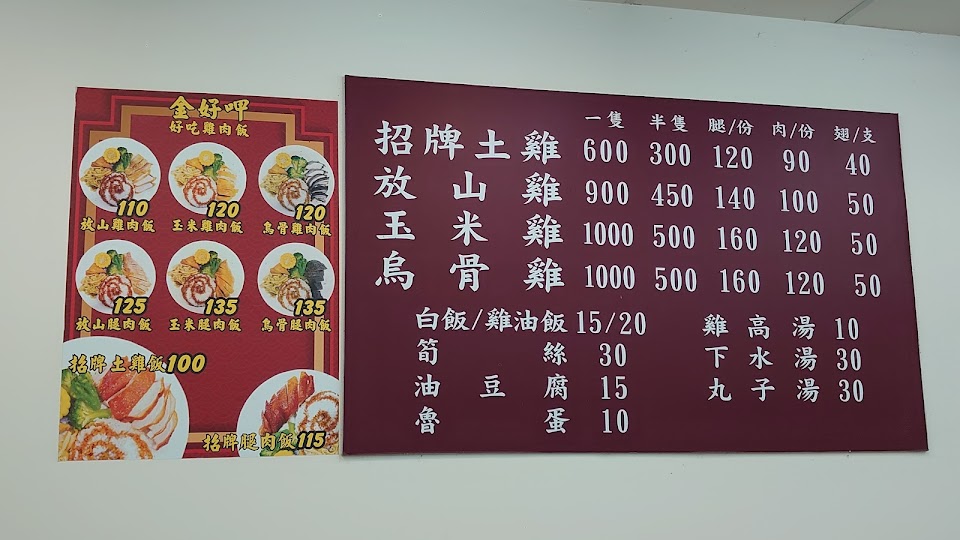 金好呷
好吃雞肉飯
110 120 120
放山雞肉飯 玉米雞肉飯 烏骨雞肉飯
125 135 135
放山腿肉飯 玉米腿肉飯 烏骨腿肉飯
招牌土雞飯100
招牌腿肉飯115
一隻 半隻 腿/份 肉/份 翅/支
招牌土雞 600 300 120 90 40
放山雞 900 450 140 100 50
玉米雞 1000 500 160 120 50
烏骨雞 1000 500 160 120 50
白飯/雞油飯 15/20 雞高湯 10
筍絲 30 下水湯 30
油豆腐 15 丸子湯 30
魯蛋 10